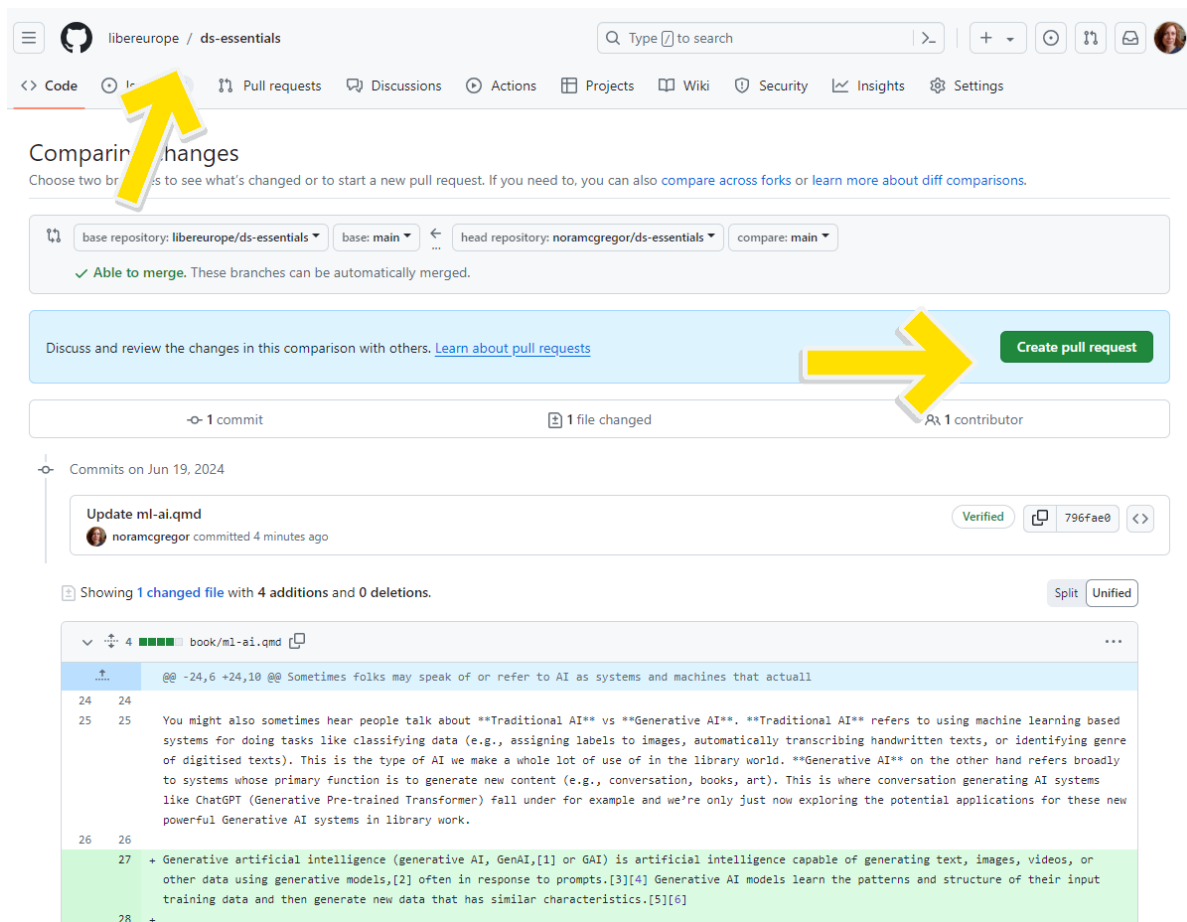 libereurope / ds-essentials
Type / to search
Code
Pull requests
Discussions
Actions
Projects
Wiki
Security
Insights
Settings
Comparing changes
Choose two es to see what's changed or to start a new pull request. If you need to, you can also compare across forks or learn more about diff comparisons.
base repository: libereurope/ds-essentials base: main ... head repository: noramcgregor/ds-essentials compare: main
Able to merge. These branches can be automatically merged.
Discuss and review the changes in this comparison with others. Learn about pull requests
Create pull request
1 commit
1 file changed
1 contributor
Commits on Jun 19, 2024
Update ml-ai.qmd
Verified
796fae0
noramcgregor committed 4 minutes ago
Showing 1 changed file with 4 additions and 0 deletions.
Split Unified
4 book/ml-ai.qmd
@@ -24,6 +24,10 @@ Sometimes folks may speak of or refer to AI as systems and machines that actuall
24 24
25 25 You might also sometimes hear people talk about **Traditional AI** vs **Generative AI**. **Traditional AI** refers to using machine learning based
systems for doing tasks like classifying data (e.g., assigning labels to images, automatically transcribing handwritten texts, or identifying genre
of digitised texts). This is the type of AI we make a whole lot of use of in the library world. **Generative AI** on the other hand refers broadly
to systems whose primary function is to generate new content (e.g., conversation, books, art). This is where conversation generating AI systems
like ChatGPT (Generative Pre-trained Transformer) fall under for example and we're only just now exploring the potential applications for these new
powerful Generative AI systems in library work.
26 26
27 + Generative artificial intelligence (generative AI, GenAI,[1] or GAI) is artificial intelligence capable of generating text, images, videos, or
other data using generative models,[2] often in response to prompts.[3][4] Generative AI models learn the patterns and structure of their input
training data and then generate new data that has similar characteristics.[5][6]
28 +